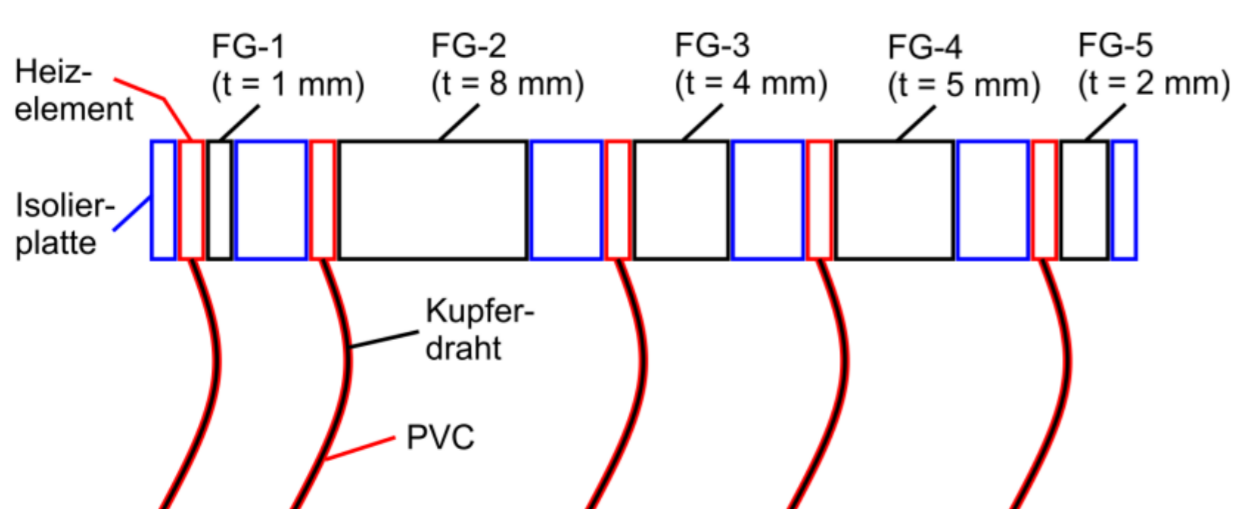 Heiz-
element
FG-1
(t = 1 mm)
FG-2
(t = 8 mm)
FG-3
(t = 4 mm)
FG-4
(t = 5 mm)
FG-5
(t = 2 mm)
Isolier-
platte
Kupfer-
draht
PVC